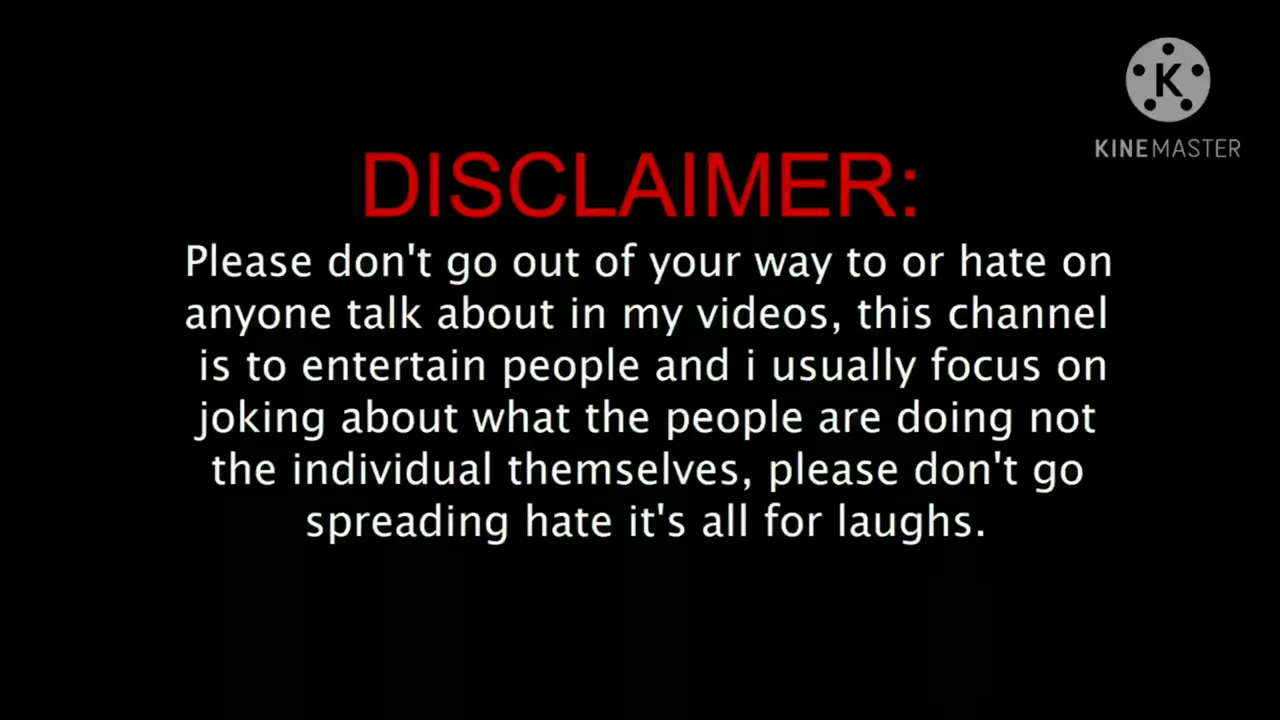 K
KINEMASTER
DISCLAIMER:
Please don't go out of your way to or hate on
anyone talk about in my videos, this channel
is to entertain people and i usually focus on
joking about what the people are doing not
the individual themselves, please don't go
spreading hate it's all for laughs.